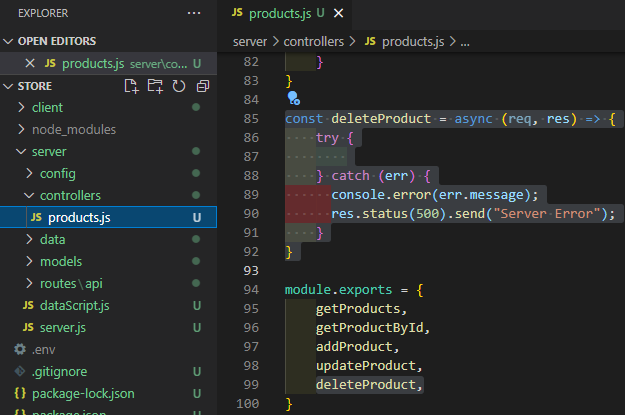 EXPLORER ···
OPEN EDITORS
JS products.js server\co... U
STORE
client
node_modules
server
config
controllers
JS products.js U
data
models
routes\api
JS dataScript.js U
JS server.js U
.env
.gitignore U
{} package-lock.json U
{} package.json U
JS products.js U ×
server > controllers > JS products.js > ...
82 }
83 }
84
85 const deleteProduct = async (req, res) => {
86 try {
87
88 } catch (err) {
89 console.error(err.message);
90 res.status(500).send("Server Error");
91 }
92 }
93
94 module.exports = {
95 getProducts,
96 getProductById,
97 addProduct,
98 updateProduct,
99 deleteProduct,
100 }